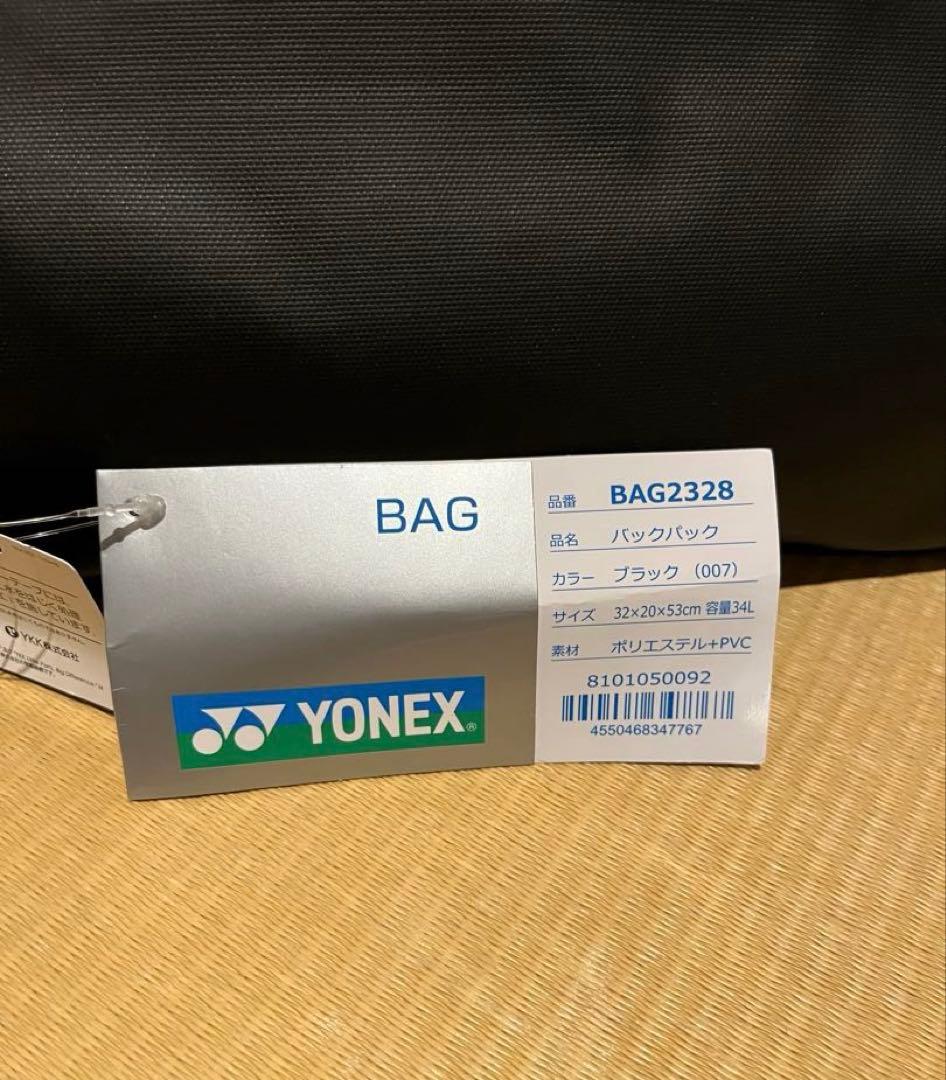 BAG
YONEX®
品番 BAG2328
品名 バックパック
カラー ブラック (007)
サイズ 32×20×53cm 容量34L
素材 ポリエステル+PVC
8101050092
4550468347767
YKK株式会社